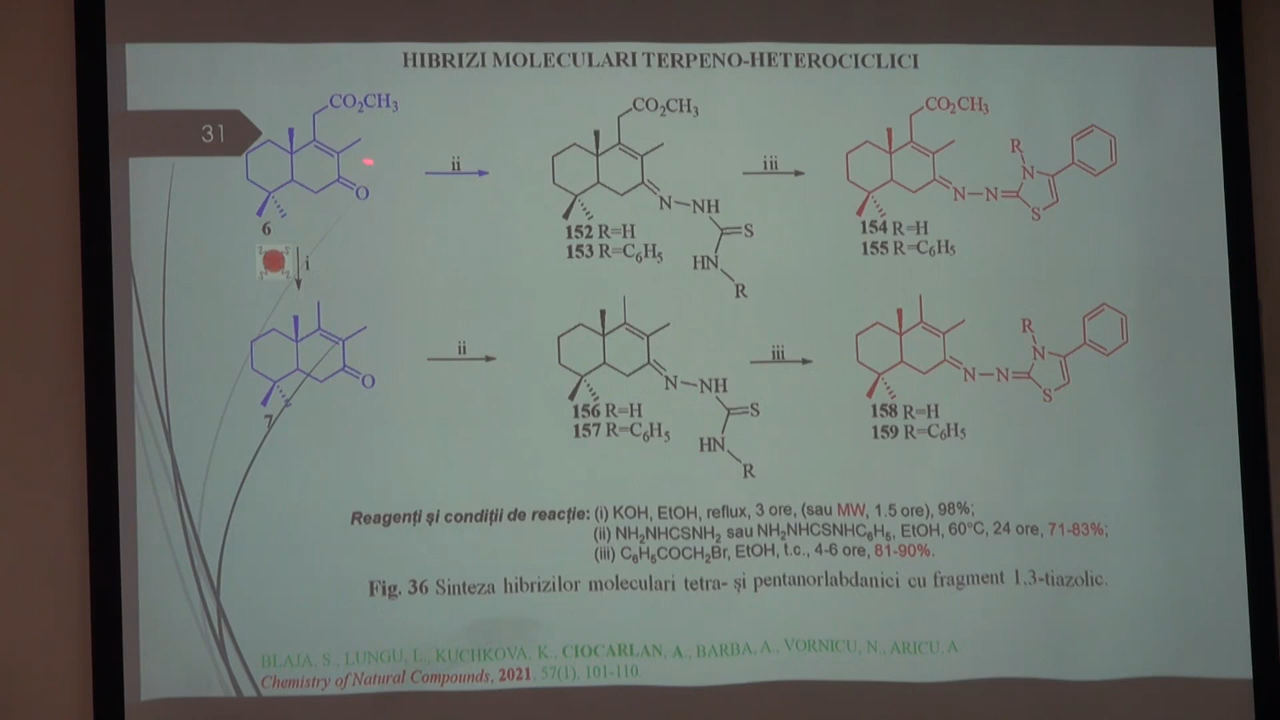 HIBRIZI MOLECULARI TERPENO-HETEROCICLICI
31
CO₂CH₃
O
6
ii
CO₂CH₃
N–NH
S
HN
R
152 R=H
153 R=C₆H₅
iii
CO₂CH₃
R
N
N–N
S
154 R=H
155 R=C₆H₅
i
O
7
ii
N–NH
S
HN
R
156 R=H
157 R=C₆H₅
iii
R
N
N–N
S
158 R=H
159 R=C₆H₅
Reagenți și condiții de reacție: (i) KOH, EtOH, reflux, 3 ore, (sau MW, 1.5 ore), 98%;
(ii) NH₂NHCSNH₂ sau NH₂NHCSNHC₆H₅, EtOH, 60°C, 24 ore, 71-83%;
(iii) C₆H₅COCH₂Br, EtOH, t.c., 4-6 ore, 81-90%.
Fig. 36 Sinteza hibrizilor moleculari tetra- și pentanorlabdanici cu fragment 1,3-tiazolic.
BLAJA, S., LUNGU, L., KUCHKOVA, K., CIOCARLAN, A., BARBA, A., VORNICU, N., ARICU, A.
Chemistry of Natural Compounds, 2021, 57(1), 101-110.